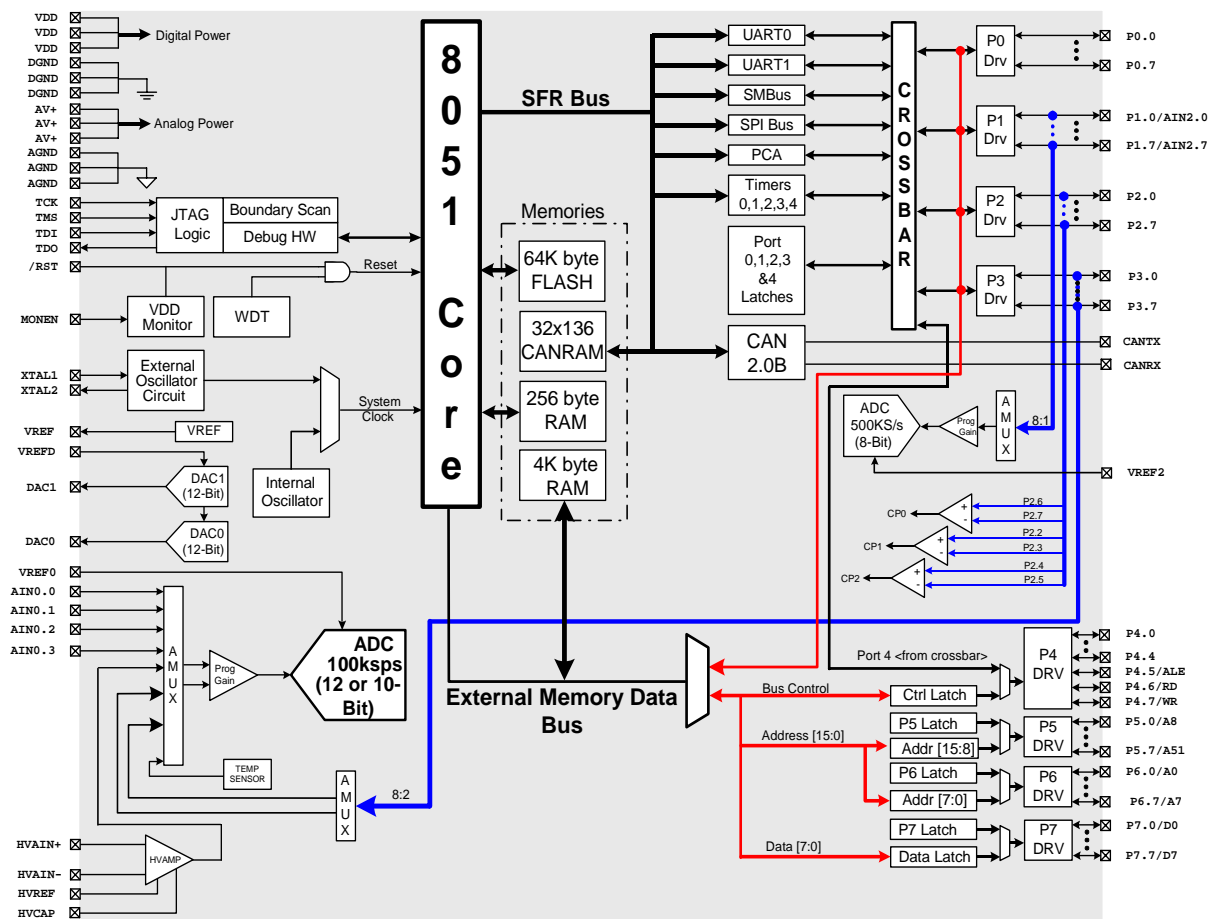 VDD
VDD
VDD
Digital Power
DGND
DGND
DGND
AV+
AV+
AV+
Analog Power
AGND
AGND
AGND
TCK
TMS
TDI
TDO
JTAG
Logic
Boundary Scan
Debug HW
/RST
Reset
MONEN
VDD
Monitor
WDT
XTAL1
XTAL2
External
Oscillator
Circuit
System
Clock
VREF
VREF
VREFD
DAC1
DAC1
(12-Bit)
Internal
Oscillator
DAC0
DAC0
(12-Bit)
VREF0
AIN0.0
AIN0.1
AIN0.2
AIN0.3
A
M
U
X
Prog
Gain
ADC
100ksps
(12 or 10-
Bit)
TEMP
SENSOR
A
M
U
X
8:2
HVAIN+
HVAIN-
HVREF
HVCAP
HVAMP
8
0
5
1
C
o
r
e
SFR Bus
Memories
64K byte
FLASH
32x136
CANRAM
256 byte
RAM
4K byte
RAM
External Memory Data
Bus
UART0
UART1
SMBus
SPI Bus
PCA
Timers
0,1,2,3,4
Port
0,1,2,3
&4
Latches
CAN
2.0B
C
R
O
S
S
B
A
R
P0
Drv
P0.0
P0.7
P1
Drv
P1.0/AIN2.0
P1.7/AIN2.7
P2
Drv
P2.0
P2.7
P3
Drv
P3.0
P3.7
CANTX
CANRX
ADC
500KS/s
(8-Bit)
Prog
Gain
A
M
U
X
8:1
VREF2
CP0
+
-
P2.6
P2.7
CP1
+
-
P2.2
P2.3
CP2
+
-
P2.4
P2.5
Port 4 <from crossbar>
Bus Control
Ctrl Latch
P4
DRV
P4.0
P4.4
P4.5/ALE
P4.6/RD
P4.7/WR
Address [15:0]
P5 Latch
Addr [15:8]
P5
DRV
P5.0/A8
P5.7/A51
P6 Latch
Addr [7:0]
P6
DRV
P6.0/A0
P6.7/A7
Data [7:0]
P7 Latch
Data Latch
P7
DRV
P7.0/D0
P7.7/D7